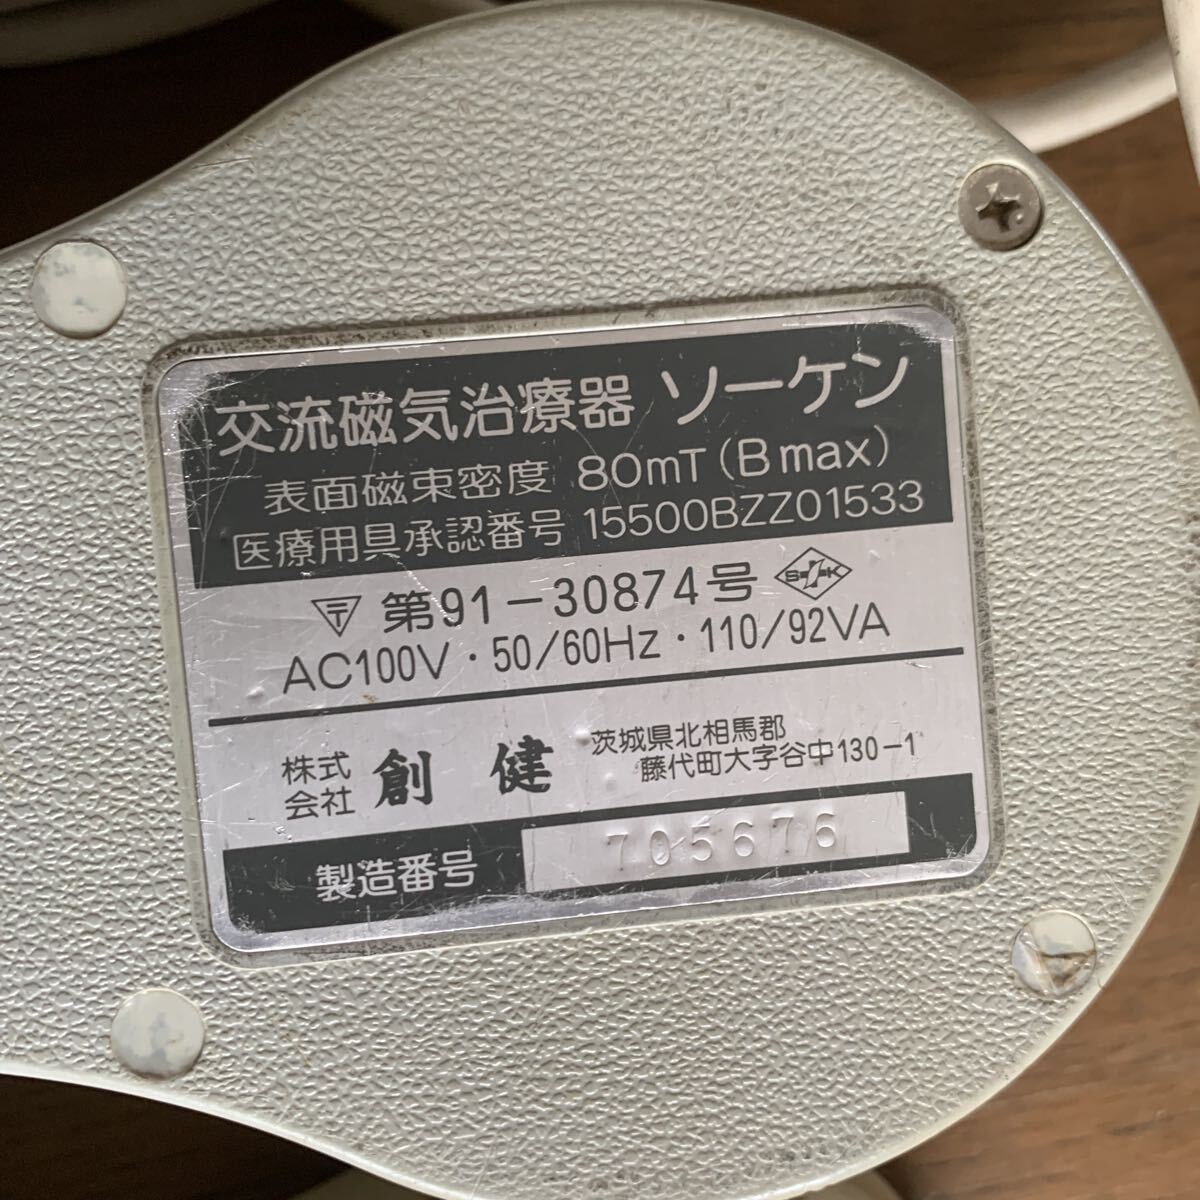 交流磁気治療器 ソーケン
表面磁束密度 80mT(B max)
医療用具承認番号 15500BZZ01533
〒 第91-30874号 SK
AC100V・50/60Hz・110/92VA
株式会社 創健
茨城県北相馬郡
藤代町大字谷中130-1
製造番号 705676